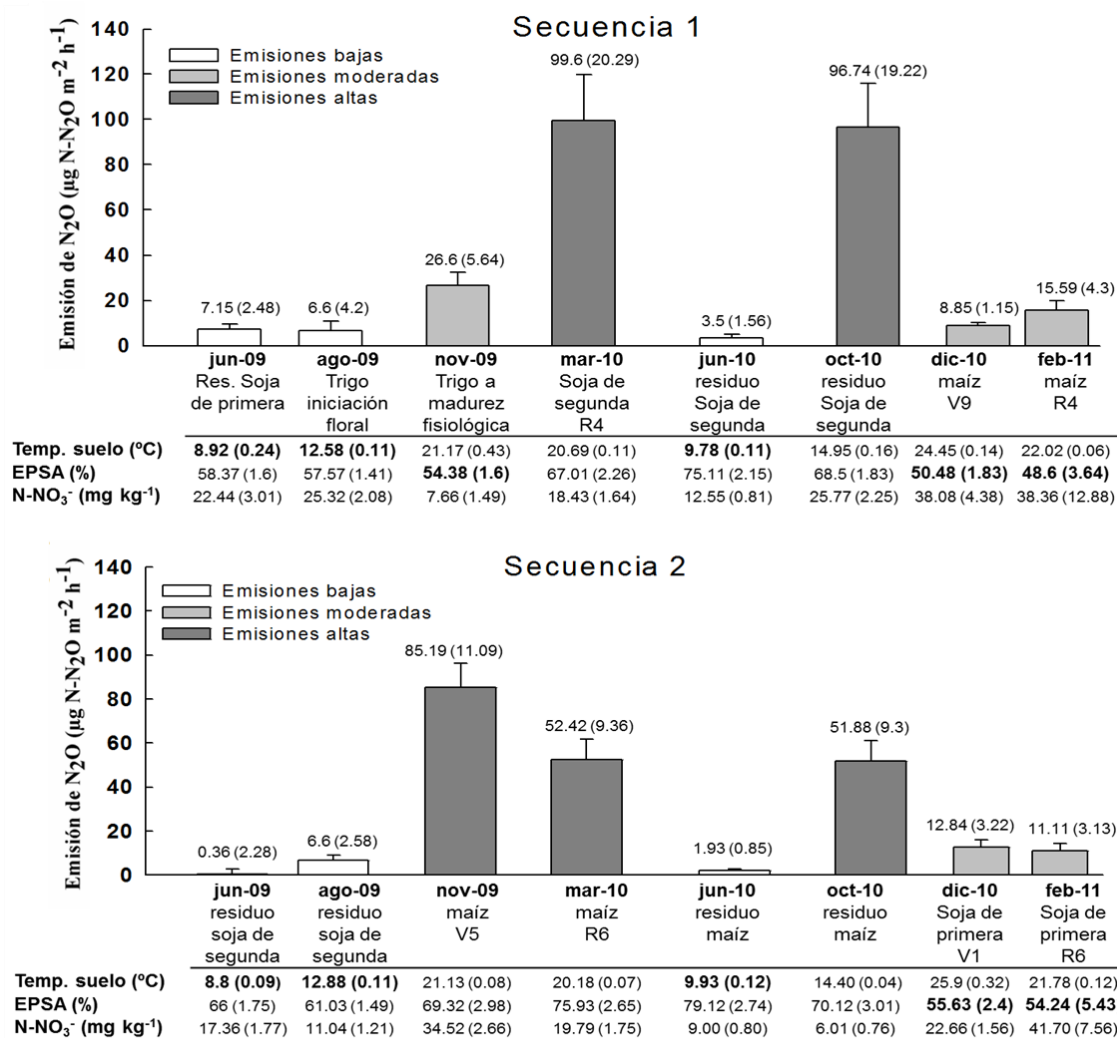 Secuencia 1
Emisión de N₂O (µg N-N₂O m⁻² h⁻¹)
140
120
100
80
60
40
20
0
Emisiones bajas
Emisiones moderadas
Emisiones altas
7.15 (2.48)
6.6 (4.2)
26.6 (5.64)
99.6 (20.29)
3.5 (1.56)
96.74 (19.22)
8.85 (1.15)
15.59 (4.3)
jun-09 ago-09 nov-09 mar-10 jun-10 oct-10 dic-10 feb-11
Res. Soja Trigo Trigo a Soja de residuo residuo maíz maíz
de primera iniciación madurez segunda Soja de Soja de V9 R4
floral fisiológica R4 segunda segunda
Temp. suelo (ºC) 8.92 (0.24) 12.58 (0.11) 21.17 (0.43) 20.69 (0.11) 9.78 (0.11) 14.95 (0.16) 24.45 (0.14) 22.02 (0.06)
EPSA (%) 58.37 (1.6) 57.57 (1.41) 54.38 (1.6) 67.01 (2.26) 75.11 (2.15) 68.5 (1.83) 50.48 (1.83) 48.6 (3.64)
N-NO₃⁻ (mg kg⁻¹) 22.44 (3.01) 25.32 (2.08) 7.66 (1.49) 18.43 (1.64) 12.55 (0.81) 25.77 (2.25) 38.08 (4.38) 38.36 (12.88)
Secuencia 2
Emisión de N₂O (µg N-N₂O m⁻² h⁻¹)
140
120
100
80
60
40
20
0
Emisiones bajas
Emisiones moderadas
Emisiones altas
0.36 (2.28)
6.6 (2.58)
85.19 (11.09)
52.42 (9.36)
1.93 (0.85)
51.88 (9.3)
12.84 (3.22)
11.11 (3.13)
jun-09 ago-09 nov-09 mar-10 jun-10 oct-10 dic-10 feb-11
residuo residuo maíz maíz residuo residuo Soja de Soja de
soja de soja de V5 R6 maíz maíz primera primera
segunda segunda V1 R6
Temp. suelo (ºC) 8.8 (0.09) 12.88 (0.11) 21.13 (0.08) 20.18 (0.07) 9.93 (0.12) 14.40 (0.04) 25.9 (0.32) 21.78 (0.12)
EPSA (%) 66 (1.75) 61.03 (1.49) 69.32 (2.98) 75.93 (2.65) 79.12 (2.74) 70.12 (3.01) 55.63 (2.4) 54.24 (5.43
N-NO₃⁻ (mg kg⁻¹) 17.36 (1.77) 11.04 (1.21) 34.52 (2.66) 19.79 (1.75) 9.00 (0.80) 6.01 (0.76) 22.66 (1.56) 41.70 (7.56)